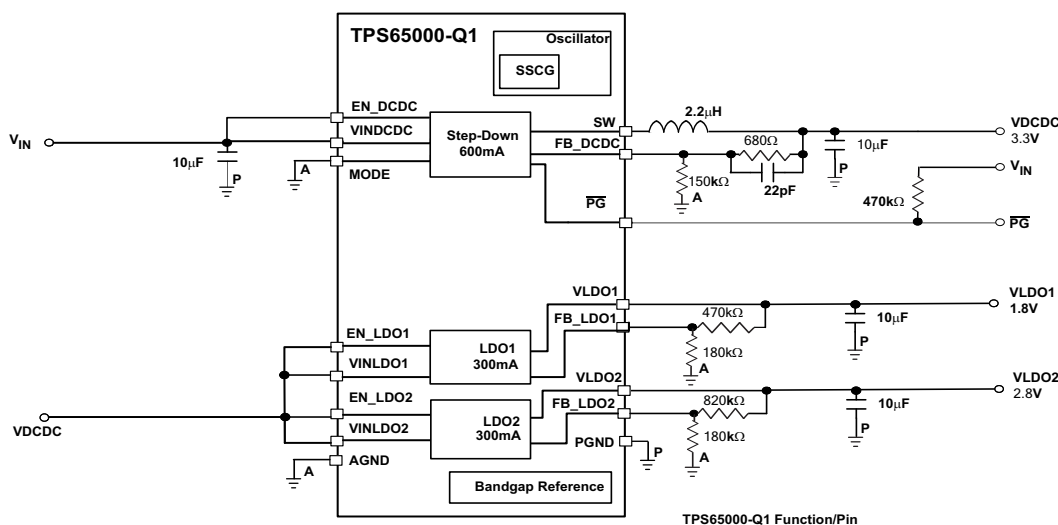 TPS65000-Q1
Oscillator
SSCG
EN_DCDC
VINDCDC
MODE
Step-Down
600mA
SW
FB_DCDC
PG
VIN
10μF
P
A
2.2μH
680Ω
22pF
150kΩ
A
10μF
P
VDCDC
3.3V
VIN
470kΩ
PG
VLDO1
FB_LDO1
470kΩ
180kΩ
A
10μF
P
VLDO1
1.8V
EN_LDO1
VINLDO1
LDO1
300mA
EN_LDO2
VINLDO2
LDO2
300mA
VLDO2
FB_LDO2
820kΩ
180kΩ
A
10μF
P
VLDO2
2.8V
VDCDC
A
AGND
PGND
P
Bandgap Reference
TPS65000-Q1 Function/Pin